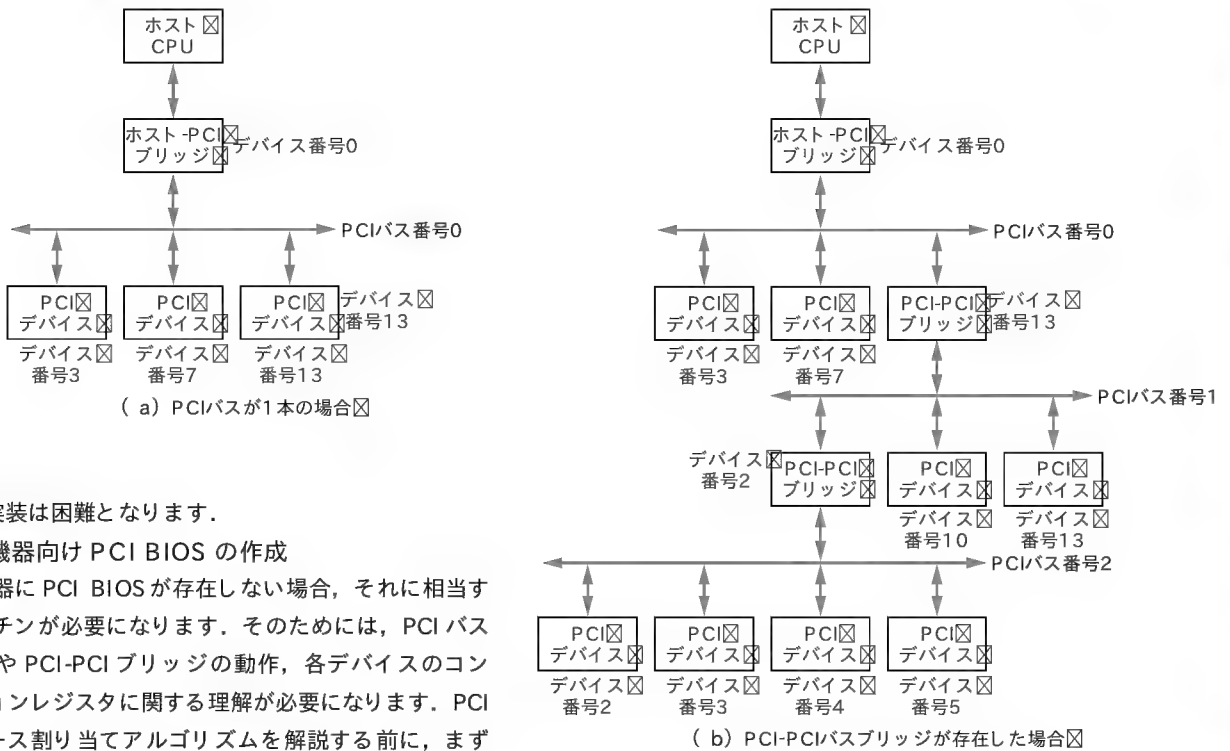 ホスト
CPU
ホスト-PCI
ブリッジ
デバイス番号0
PCIバス番号0
PCI
デバイス
デバイス
番号3
PCI
デバイス
デバイス
番号7
PCI
デバイス
デバイス
番号13
デバイス
番号13
( a) PCIバスが1本の場合
ホスト
CPU
ホスト-PCI
ブリッジ
デバイス番号0
PCIバス番号0
PCI
デバイス
デバイス
番号3
PCI
デバイス
デバイス
番号7
PCI-PCI
ブリッジ
デバイス
番号13
PCIバス番号1
デバイス
番号2
PCI-PCI
ブリッジ
PCI
デバイス
デバイス
番号10
PCI
デバイス
デバイス
番号13
PCIバス番号2
PCI
デバイス
デバイス
番号2
PCI
デバイス
デバイス
番号3
PCI
デバイス
デバイス
番号4
PCI
デバイス
デバイス
番号5
( b) PCI-PCIバスブリッジが存在した場合
実装は困難となります．
機器向け PCI BIOS の作成
器に PCI BIOS が存在しない場合，それに相当す
チンが必要になります．そのためには，PCI バス
や PCI-PCI ブリッジの動作，各デバイスのコン
ョンレジスタに関する理解が必要になります．PCI
ース割り当てアルゴリズムを解説する前に，まず